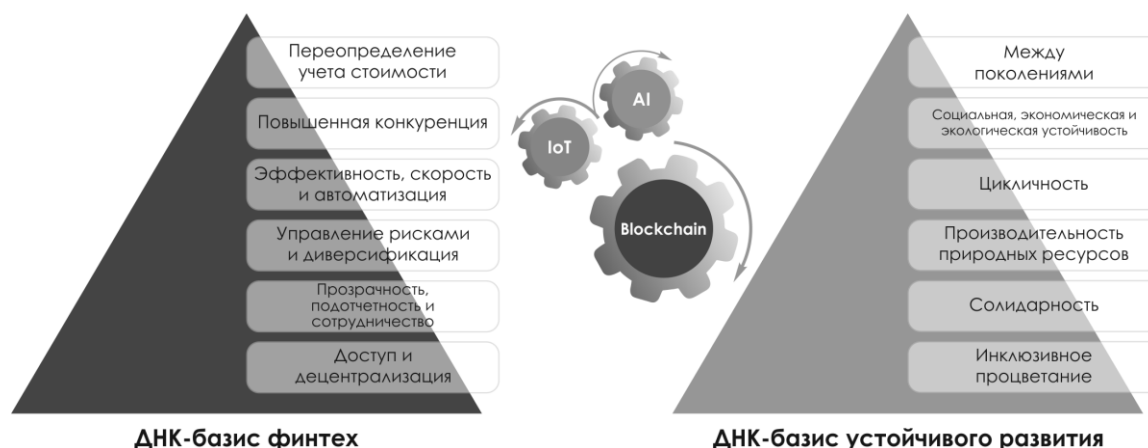 Переопределение
учета стоимости
Повышенная конкуренция
Эффективность, скорость
и автоматизация
Управление рисками
и диверсификация
Прозрачность,
подотчетность и
сотрудничество
Доступ и
децентрализация
ДНК-базис финтех
AI
IoT
Blockchain
Между
поколениями
Социальная, экономическая и
экологическая устойчивость
Цикличность
Производительность
природных ресурсов
Солидарность
Инклюзивное
процветание
ДНК-базис устойчивого развития